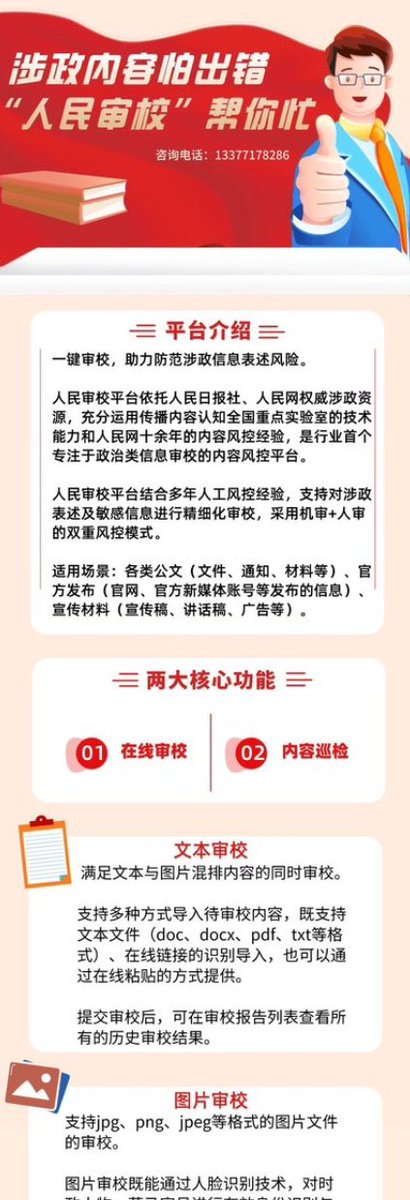 涉政内容怕出错
“人民审校”帮你忙
咨询电话：13377178286
平台介绍
一键审校，助力防范涉政信息表述风险。
人民审校平台依托人民日报社、人民网权威涉政资
源，充分运用传播内容认知全国重点实验室的技术
能力和人民网十余年的内容风控经验，是行业首个
专注于政治类信息审校的内容风控平台。
人民审校平台结合多年人工风控经验，支持对涉政
表述及敏感信息进行精细化审校，采用机审+人审
的双重风控模式。
适用场景：各类公文（文件、通知、材料等）、官
方发布（官网、官方新媒体账号等发布的信息）、
宣传材料（宣传稿、讲话稿、广告等）。
两大核心功能
01 在线审校
02 内容巡检
文本审校
满足文本与图片混排内容的同时审校。
支持多种方式导入待审校内容，既支持
文本文件（doc、docx、pdf、txt等格
式）、在线链接的识别导入，也可以通
过在线粘贴的方式提供。
提交审校后，可在审校报告列表查看所
有的历史审校结果。
图片审校
支持jpg、png、jpeg等格式的图片文件
的审校。
图片审校既能通过人脸识别技术，对时